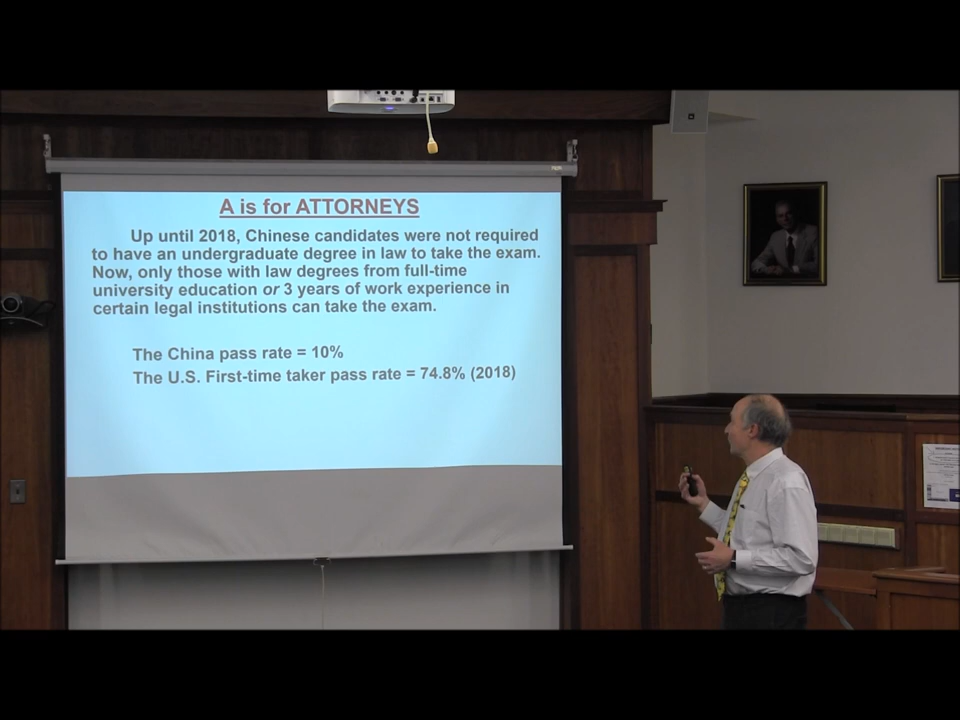 A is for ATTORNEYS
Up until 2018, Chinese candidates were not required
to have an undergraduate degree in law to take the exam.
Now, only those with law degrees from full-time
university education or 3 years of work experience in
certain legal institutions can take the exam.
The China pass rate = 10%
The U.S. First-time taker pass rate = 74.8% (2018)